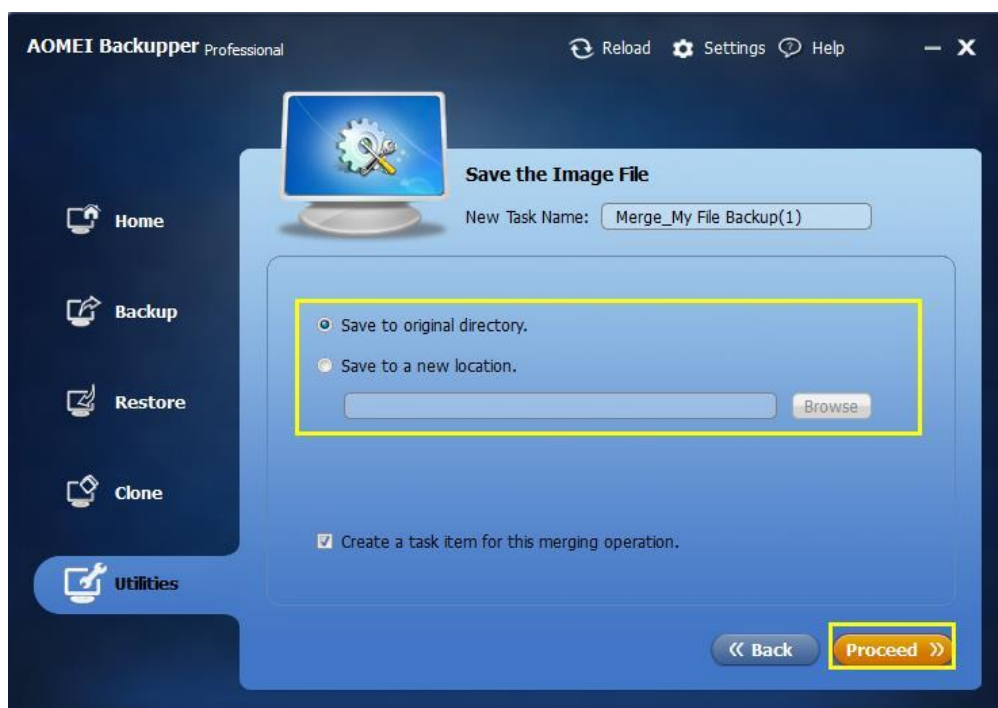 AOMEI Backupper Professional
Reload Settings Help
Save the Image File
New Task Name: Merge_My File Backup(1)
Home
Backup
Restore
Clone
Utilities
Save to original directory.
Save to a new location.
Browse
Create a task item for this merging operation.
Back
Proceed